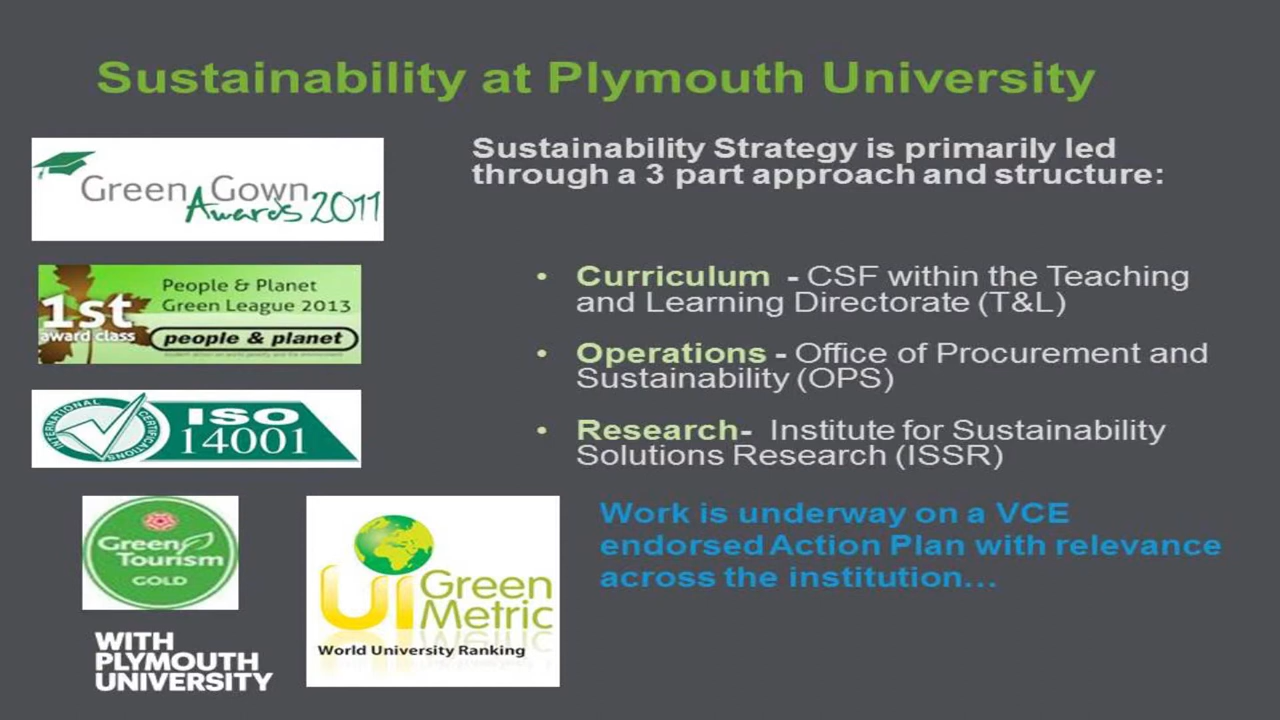 Sustainability at Plymouth University
Green Gown
Awards 2011
Sustainability Strategy is primarily led
through a 3 part approach and structure:
People & Planet
Green League 2013
1st
award class
people & planet
• Curriculum - CSF within the Teaching
and Learning Directorate (T&L)
• Operations - Office of Procurement and
Sustainability (OPS)
• Research- Institute for Sustainability
Solutions Research (ISSR)
INTERNATIONAL
CERTIFICATIONS
ISO
14001
Green
Tourism
GOLD
UI
Green
Metric
World University Ranking
Work is underway on a VCE
endorsed Action Plan with relevance
across the institution...
WITH
PLYMOUTH
UNIVERSITY